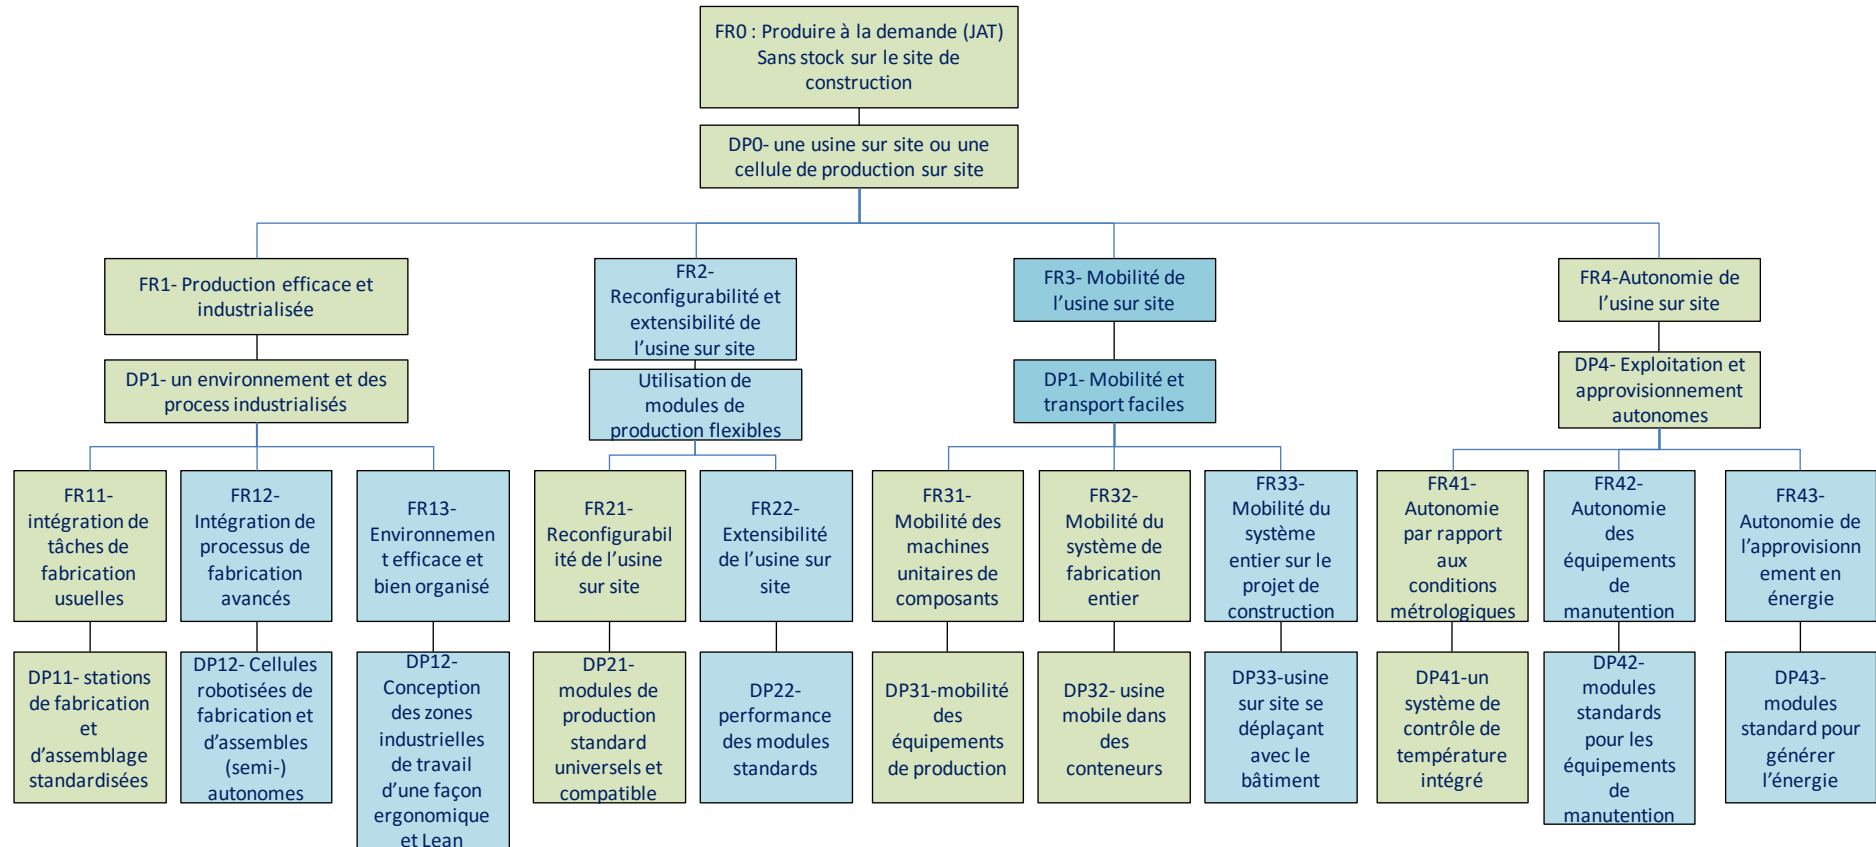 FR0 : Produire à la demande (JAT)
Sans stock sur le site de
construction
DP0- une usine sur site ou une
cellule de production sur site
FR1- Production efficace et
industrialisée
DP1- un environnement et des
process industrialisés
FR2-
Reconfigurabilité et
extensibilité de
l’usine sur site
Utilisation de
modules de
production flexibles
FR3- Mobilité de
l’usine sur site
DP1- Mobilité et
transport faciles
FR4-Autonomie de
l’usine sur site
DP4- Exploitation et
approvisionnement
autonomes
FR11-
intégration de
tâches de
fabrication
usuelles
FR12-
Intégration de
processus de
fabrication
avancés
FR13-
Environnemen
t efficace et
bien organisé
FR21-
Reconfigurabil
ité de l’usine
sur site
FR22-
Extensibilité
de l’usine sur
site
FR31-
Mobilité des
machines
unitaires de
composants
FR32-
Mobilité du
système de
fabrication
entier
FR33-
Mobilité du
système
entier sur le
projet de
construction
FR41-
Autonomie
par rapport
aux
conditions
métrologiques
FR42-
Autonomie
des
équipements
de
manutention
FR43-
Autonomie de
l’approvisionn
ement en
énergie
DP11- stations
de fabrication
et
d’assemblage
standardisées
DP12- Cellules
robotisées de
fabrication et
d’assembles
(semi-)
autonomes
DP12-
Conception
des zones
industrielles
de travail
d’une façon
ergonomique
et Lean
DP21-
modules de
production
standard
universels et
compatible
DP22-
performance
des modules
standards
DP31-mobilité
des
équipements
de production
DP32- usine
mobile dans
des
conteneurs
DP33-usine
sur site se
déplaçant
avec le
bâtiment
DP41-un
système de
contrôle de
température
intégré
DP42-
modules
standards
pour les
équipements
de
manutention
DP43-
modules
standard pour
générer
l’énergie